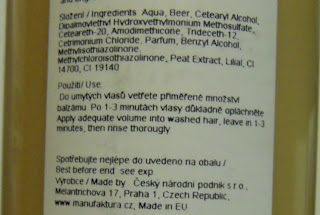 Složení / Ingredients Aqua, Beer, Cetearyl Alcohol,
Dipalmoylethyl Hydroxyethylmonium Methosulfate,
Ceteareth-20, Amodimethicone, Trideceth-12,
Cetrimonium Chloride, Parfum, Benzyl Alcohol,
Methylisothiazolinone,
Methylchloroisothiazolinone, Peat Extract, Lilial, CI
14700, CI 19140
Použití / Use:
Do umytých vlasů vetřete přiměřené množství
balzámu. Po 1-3 minutách vlasy důkladně opláchněte
Apply adequate volume into washed hair, leave in 1-3
minutes, then rinse thorougly
Spotřebujte nejlépe do uvedeno na obalu /
Best before end see exp.
Výrobce / Made by Český národní podnik s.r.o.,
Melantrichova 17, Praha 1, Czech Republic,
www.manufaktura.cz, Made in EU